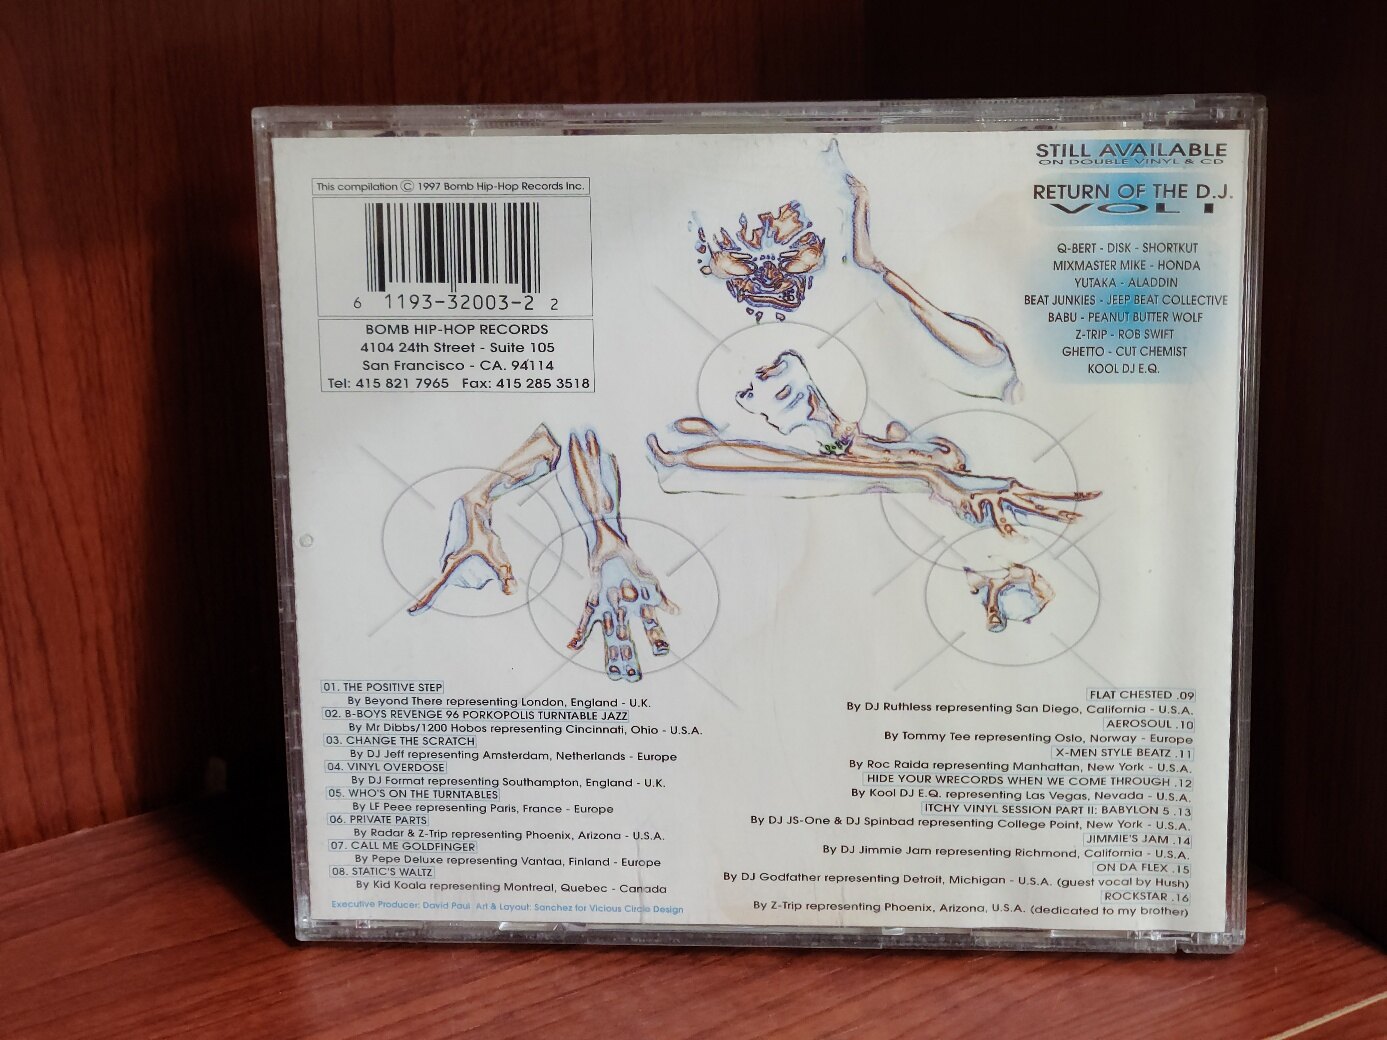 This compilation © 1997 Bomb Hip-Hop Records Inc.
6 1193-32003-2 2
BOMB HIP-HOP RECORDS
4104 24th Street - Suite 105
San Francisco - CA. 94114
Tel: 415 821 7965 Fax: 415 285 3518
STILL AVAILABLE
ON DOUBLE VINYL & CD
RETURN OF THE D.J.
VOL I
Q-BERT - DISK - SHORTKUT
MIXMASTER MIKE - HONDA
YUTAKA - ALADDIN
BEAT JUNKIES - JEEP BEAT COLLECTIVE
BABU - PEANUT BUTTER WOLF
Z-TRIP - ROB SWIFT
GHETTO - CUT CHEMIST
KOOL DJ E.Q.
01. THE POSITIVE STEP
By Beyond There representing London, England - U.K.
02. B-BOYS REVENGE 96 PORKOPOLIS TURNTABLE JAZZ
By Mr Dibbs/1200 Hobos representing Cincinnati, Ohio - U.S.A.
03. CHANGE THE SCRATCH
By DJ Jeff representing Amsterdam, Netherlands - Europe
04. VINYL OVERDOSE
By DJ Format representing Southampton, England - U.K.
05. WHO'S ON THE TURNTABLES
By LF Peee representing Paris, France - Europe
06. PRIVATE PARTS
By Radar & Z-Trip representing Phoenix, Arizona - U.S.A.
07. CALL ME GOLDFINGER
By Pepe Deluxe representing Vantaa, Finland - Europe
08. STATIC'S WALTZ
By Kid Koala representing Montreal, Quebec - Canada
Executive Producer: David Paul Art & Layout: Sanchez for Vicious Circle Design
FLAT CHESTED .09
By DJ Ruthless representing San Diego, California - U.S.A.
AEROSOUL .10
By Tommy Tee representing Oslo, Norway - Europe
X-MEN STYLE BEATZ .11
By Roc Raida representing Manhattan, New York - U.S.A.
HIDE YOUR WRECORDS WHEN WE COME THROUGH .12
By Kool DJ E.Q. representing Las Vegas, Nevada - U.S.A.
ITCHY VINYL SESSION PART II: BABYLON 5 .13
By DJ JS-One & DJ Spinbad representing College Point, New York - U.S.A.
JIMMIE'S JAM .14
By DJ Jimmie Jam representing Richmond, California - U.S.A.
ON DA FLEX .15
By DJ Godfather representing Detroit, Michigan - U.S.A. (guest vocal by Hush)
ROCKSTAR .16
By Z-Trip representing Phoenix, Arizona, U.S.A. (dedicated to my brother)